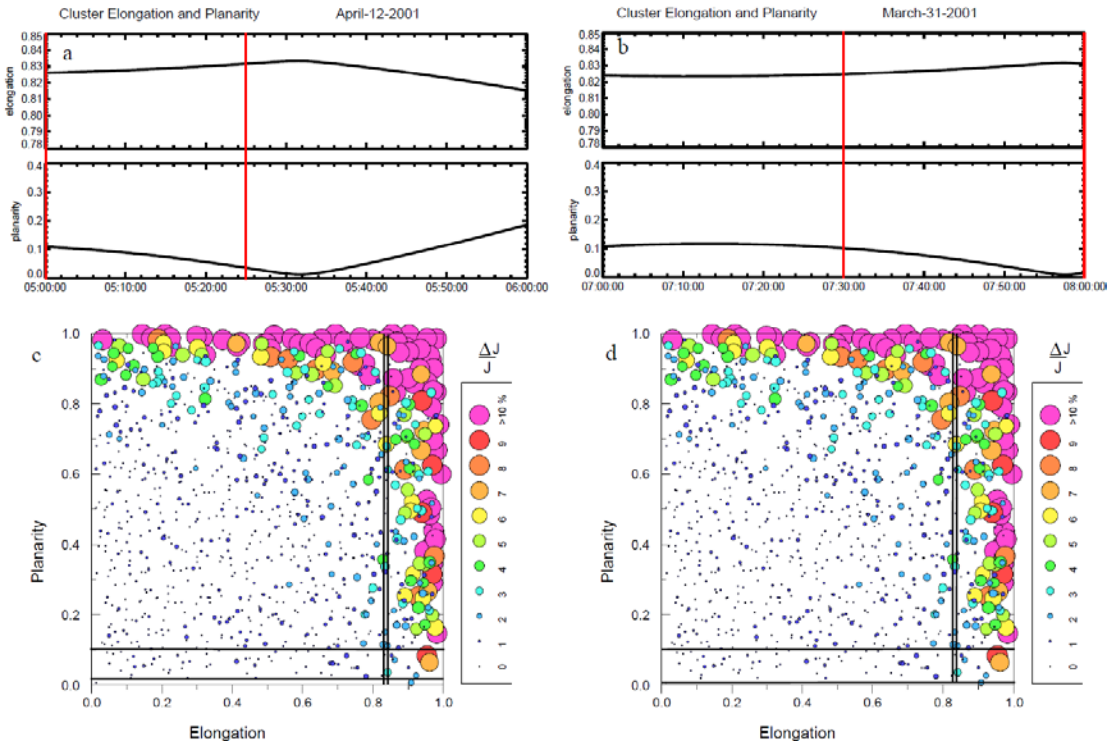 Cluster Elongation and Planarity April-12-2001
a
0.85
0.84
0.83
0.82
0.81
0.80
0.79
0.78
elongation
0.4
0.3
0.2
0.1
0.0
planarity
05:00:00 05:10:00 05:20:00 05:30:00 05:40:00 05:50:00 06:00:00
Cluster Elongation and Planarity March-31-2001
b
0.85
0.84
0.83
0.82
0.81
0.80
0.79
0.78
elongation
0.4
0.3
0.2
0.1
0.0
planarity
07:00:00 07:10:00 07:20:00 07:30:00 07:40:00 07:50:00 08:00:00
c
1.0
0.8
0.6
0.4
0.2
0.0
Planarity
0.0 0.2 0.4 0.6 0.8 1.0
Elongation
ΔJ
J
>10 %
9
8
7
6
5
4
3
2
1
0
d
1.0
0.8
0.6
0.4
0.2
0.0
Planarity
0.0 0.2 0.4 0.6 0.8 1.0
Elongation
ΔJ
J
>10 %
9
8
7
6
5
4
3
2
1
0